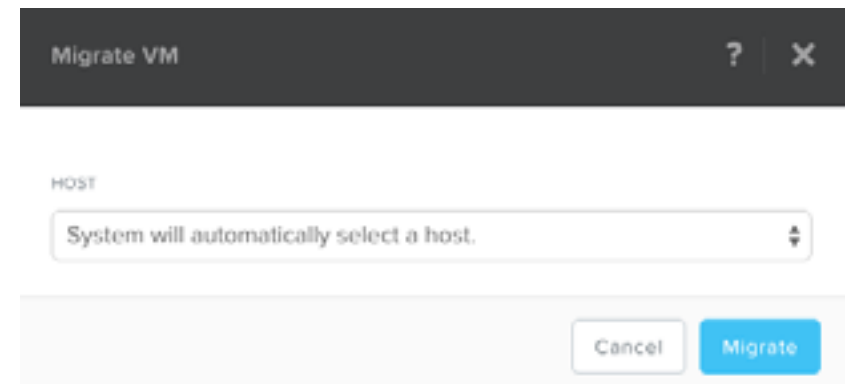 Migrate VM ?
HOST
System will automatically select a host.
Cancel Migrate